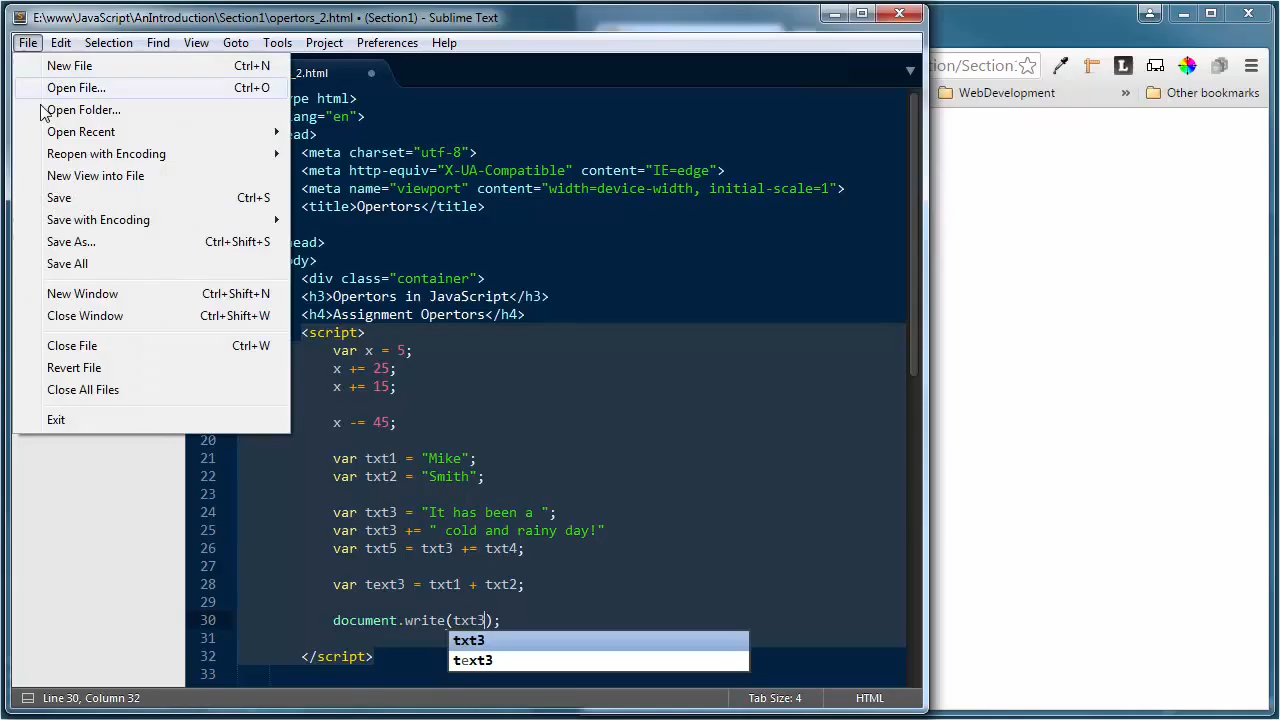 E:\www\JavaScript\AnIntroduction\Section1\opertors_2.html • (Section1) - Sublime Text
File Edit Selection Find View Goto Tools Project Preferences Help
New File Ctrl+N
Open File... Ctrl+O
Open Folder...
Open Recent
Reopen with Encoding
New View into File
Save Ctrl+S
Save with Encoding
Save As... Ctrl+Shift+S
Save All
New Window Ctrl+Shift+N
Close Window Ctrl+Shift+W
Close File Ctrl+W
Revert File
Close All Files
Exit
_2.html
ype html>
lang="en">
ead>
<meta charset="utf-8">
<meta http-equiv="X-UA-Compatible" content="IE=edge">
<meta name="viewport" content="width=device-width, initial-scale=1">
<title>Opertors</title>
ead>
ody>
<div class="container">
<h3>Opertors in JavaScript</h3>
<h4>Assignment Opertors</h4>
<script>
var x = 5;
x += 25;
x += 15;
x -= 45;
20
21 var txt1 = "Mike";
22 var txt2 = "Smith";
23
24 var txt3 = "It has been a ";
25 var txt3 += " cold and rainy day!"
26 var txt5 = txt3 += txt4;
27
28 var text3 = txt1 + txt2;
29
30 document.write(txt3);
31 txt3
text3
32 </script>
33
Line 30, Column 32 Tab Size: 4 HTML
ction/Section:
L
WebDevelopment » Other bookmarks